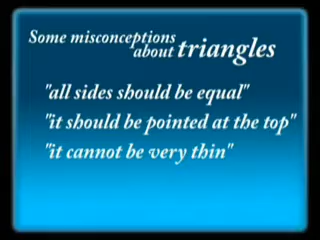 Some misconceptions
about triangles
"all sides should be equal"
"it should be pointed at the top"
"it cannot be very thin"